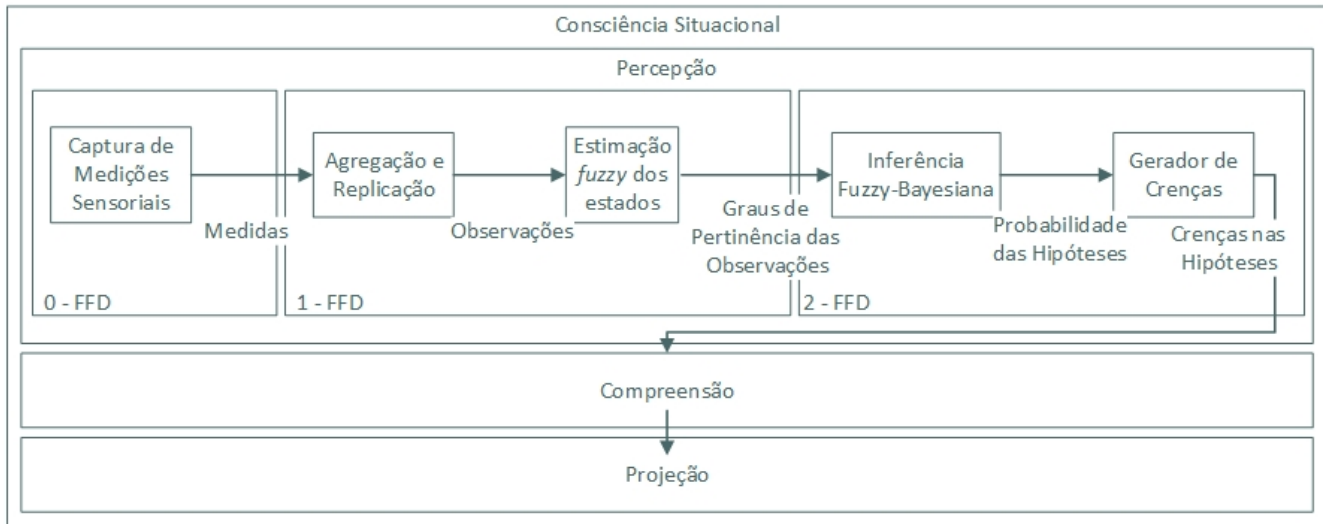 Consciência Situacional
Percepção
Captura de
Medições
Sensoriais
Medidas
0 - FFD
Agregação e
Replicação
Observações
Estimação
fuzzy dos
estados
Graus de
Pertinência das
Observações
1 - FFD
Inferência
Fuzzy-Bayesiana
Probabilidade
das Hipóteses
Gerador de
Crenças
Crenças nas
Hipóteses
2 - FFD
Compreensão
Projeção